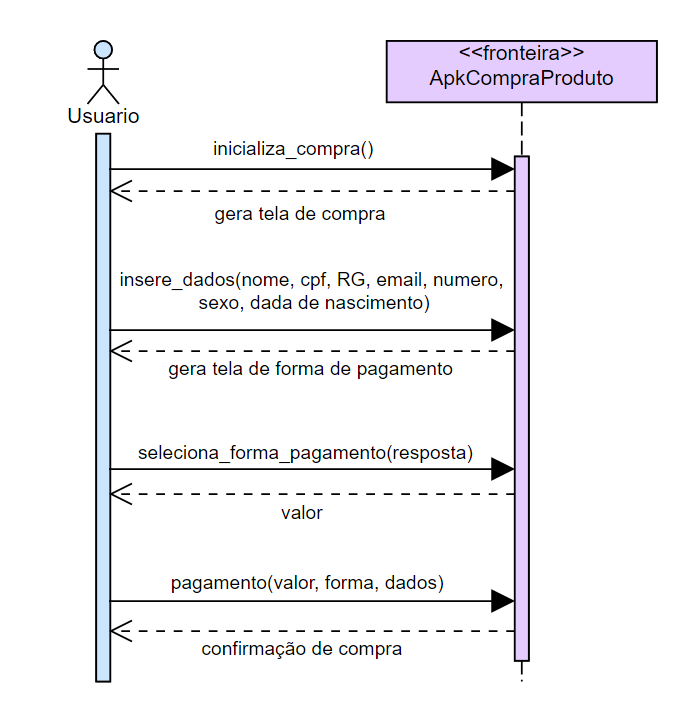 <<fronteira>>
ApkCompraProduto
Usuario
inicializa_compra()
gera tela de compra
insere_dados(nome, cpf, RG, email, numero,
sexo, dada de nascimento)
gera tela de forma de pagamento
seleciona_forma_pagamento(resposta)
valor
pagamento(valor, forma, dados)
confirmação de compra